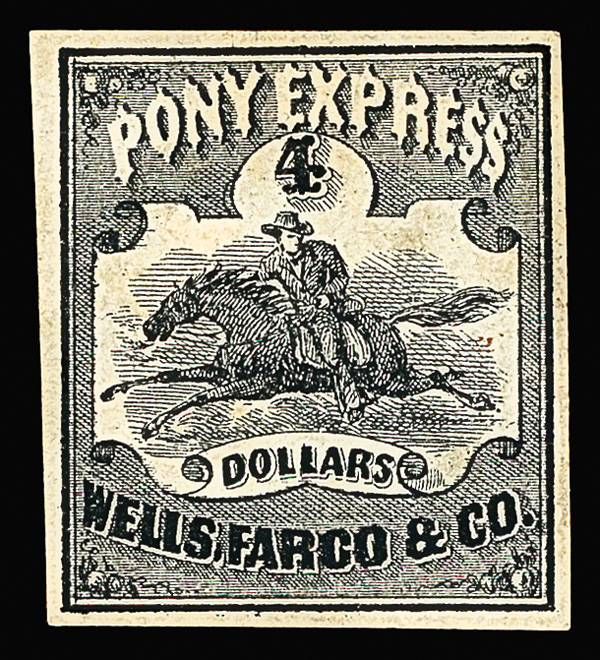 PONY EXPRESS
4
DOLLARS
WELLS, FARGO & CO.